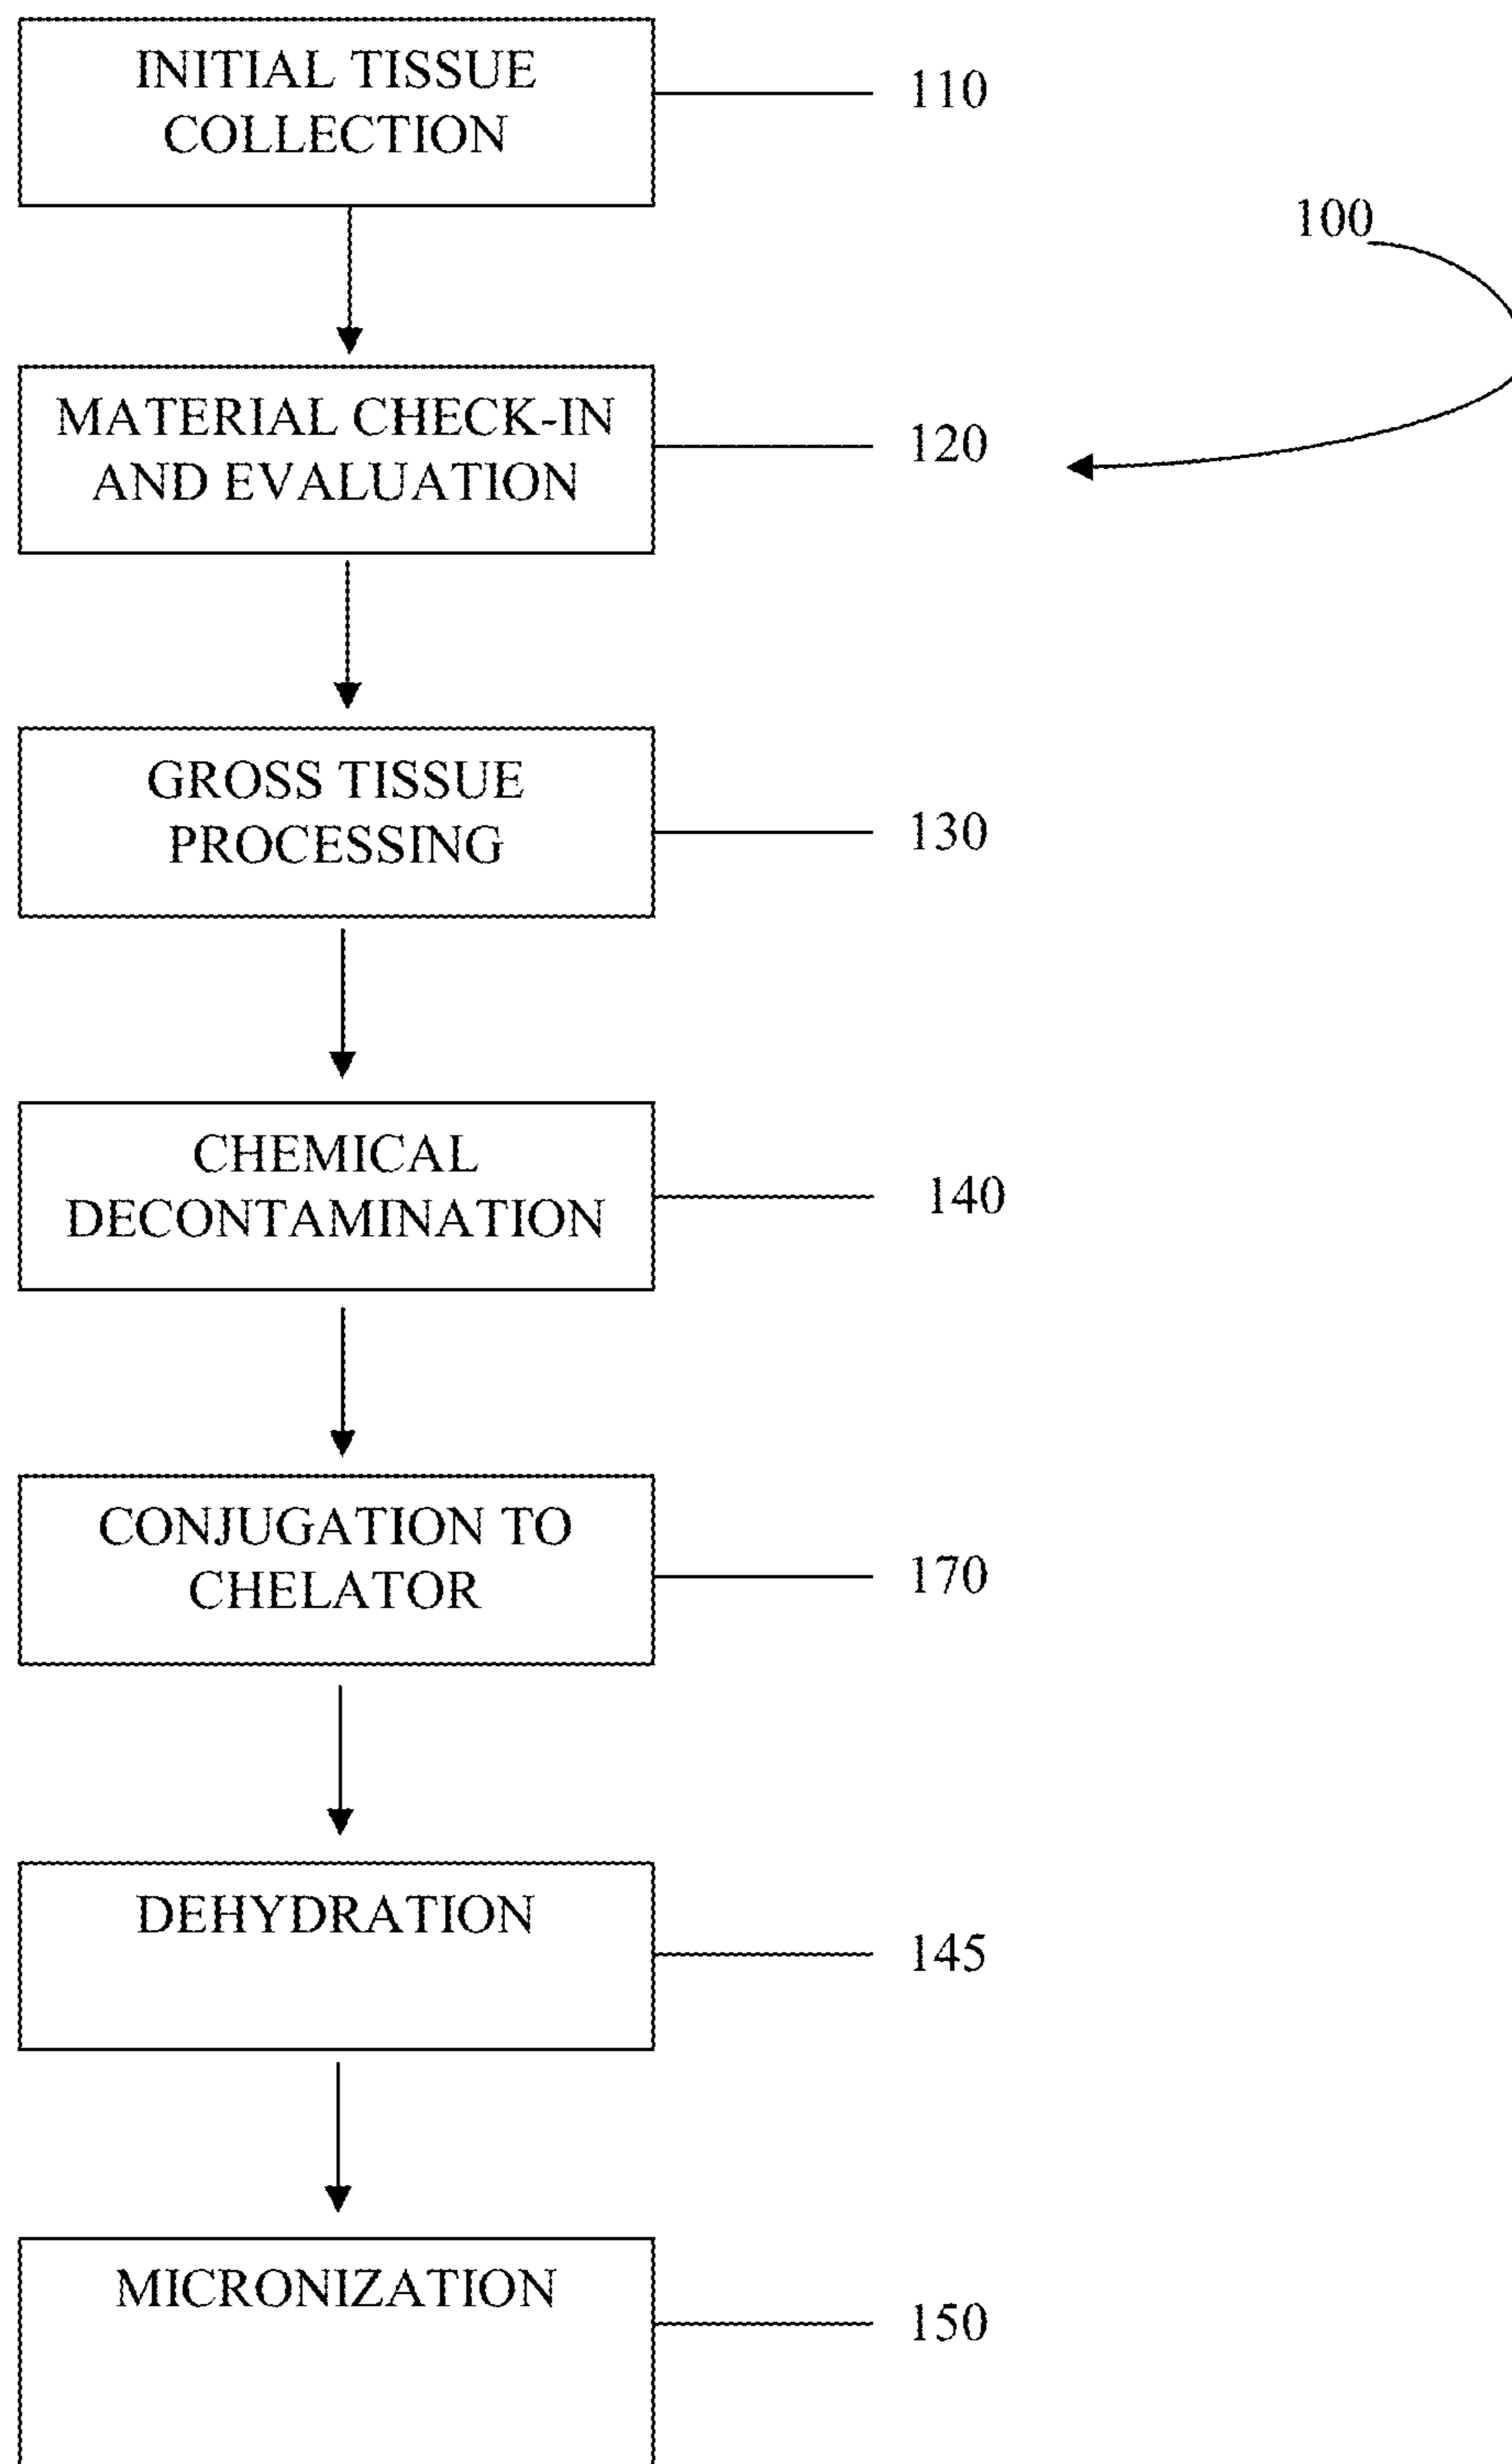 INITIAL TISSUE
COLLECTION
110
100
MATERIAL CHECK-IN
AND EVALUATION
120
GROSS TISSUE
PROCESSING
130
CHEMICAL
DECONTAMINATION
140
CONJUGATION TO
CHELATOR
170
DEHYDRATION
145
MICRONIZATION
150